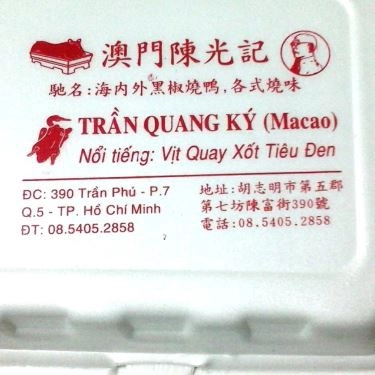 澳門陳光記
馳名:海内外黑椒燒鴨,各式燒味
TRẦN QUANG KÝ (Macao)
Nổi tiếng: Vịt Quay Xốt Tiêu Đen
ĐC: 390 Trần Phú - P.7
Q.5 - TP. Hồ Chí Minh
ĐT: 08.5405.2858
地址:胡志明市第五郡
第七坊陳富街390號
電話:08.5405.2858